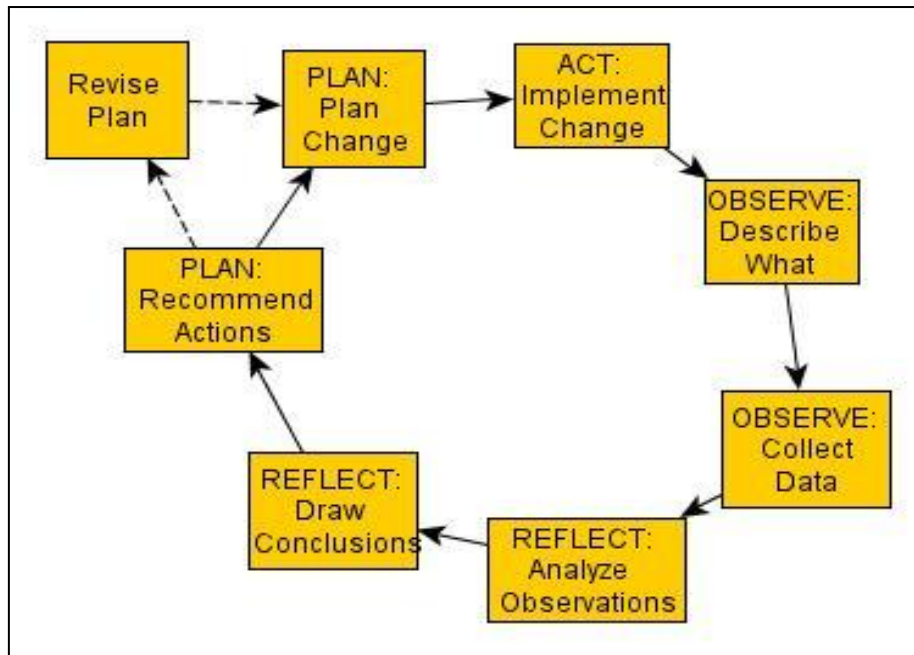 Revise
Plan
PLAN:
Plan
Change
ACT:
Implement
Change
OBSERVE:
Describe
What
OBSERVE:
Collect
Data
REFLECT:
Analyze
Observations
REFLECT:
Draw
Conclusions
PLAN:
Recommend
Actions